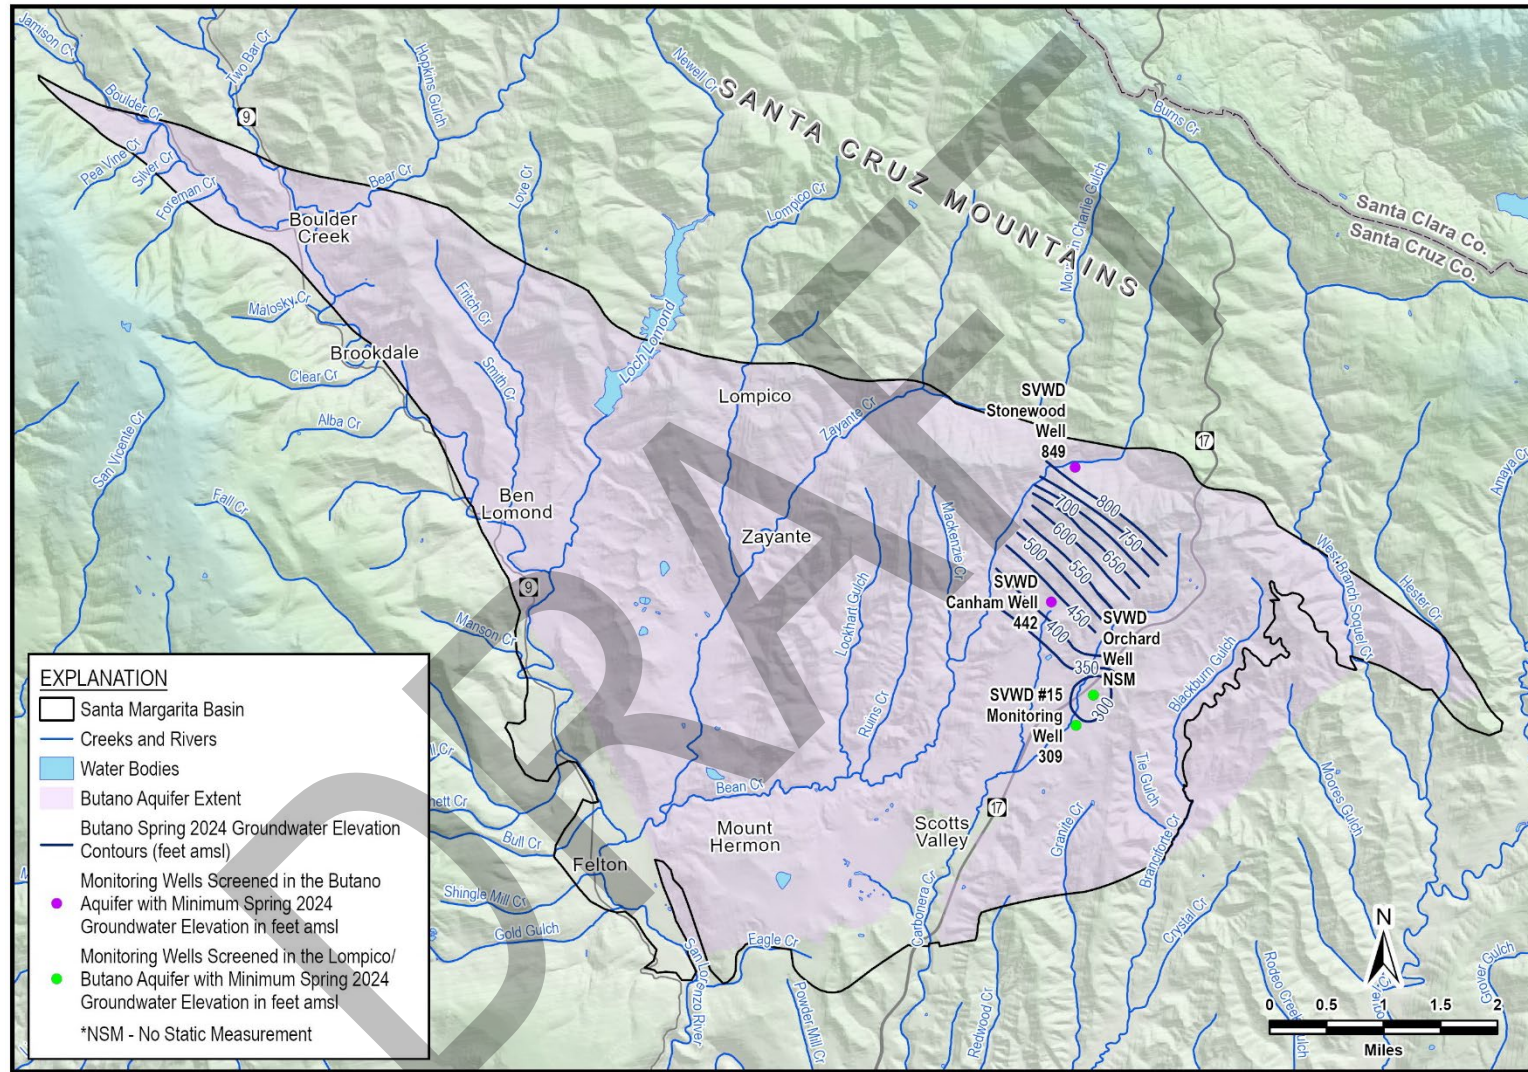 Jamison Cr
Boulder Cr
Two Bar Cr
Hopkins Gulch
Newell Cr
SANTA CRUZ MOUNTAINS
Burns Cr
9
Pea Vine Cr
Silver Cr
Foreman Cr
Bear Cr
Love Cr
Lompico Cr
Santa Clara Co.
Santa Cruz Co.
Boulder
Creek
Malosky Cr
Fritch Cr
Loch Lomond
Brookdale
Clear Cr
Smith Cr
Lompico
Zayante Cr
SVWD
Stonewood
Well
849
17
Alba Cr
San Vicente Cr
Fall Cr
Ben
Lomond
Zayante
Lockhart Gulch
Mackenzie Cr
800
750
700
650
600
550
500
450
400
350
300
West Branch Soquel Cr
Hester Cr
Amaya Cr
9
SVWD
Canham Well
442
SVWD
Orchard
Well
NSM
Manson Cr
Ruins Cr
SVWD #15
Monitoring
Well
309
Blackburn Gulch
Tie Gulch
Bean Cr
17
Mount
Hermon
Scotts
Valley
Granite Cr
Branciforte Cr
Moores Gulch
Bull Cr
Felton
Shingle Mill Cr
Gold Gulch
San Lorenzo River
Eagle Cr
Powder Mill Cr
Carbonera Cr
Redwood Cr
Crystal Cr
Grover Gulch
EXPLANATION
Santa Margarita Basin
Creeks and Rivers
Water Bodies
Butano Aquifer Extent
Butano Spring 2024 Groundwater Elevation
Contours (feet amsl)
Monitoring Wells Screened in the Butano
Aquifer with Minimum Spring 2024
Groundwater Elevation in feet amsl
Monitoring Wells Screened in the Lompico/
Butano Aquifer with Minimum Spring 2024
Groundwater Elevation in feet amsl
*NSM - No Static Measurement
N
0 0.5 1 1.5 2
Miles
DRAFT